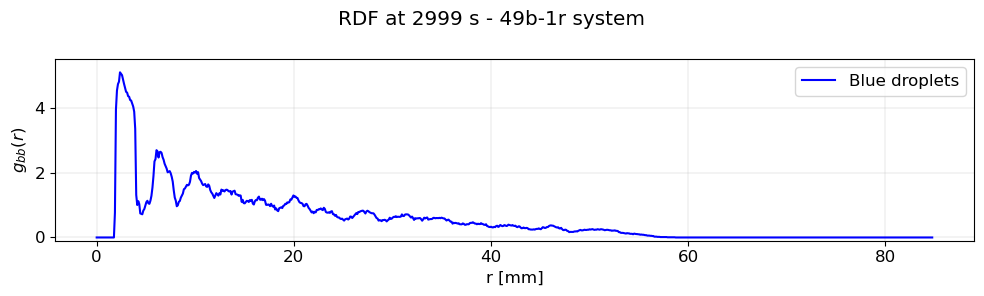 RDF at 2999 s - 49b-1r system
Blue droplets
g_bb(r)
4
2
0
0 20 40 60 80
r [mm]